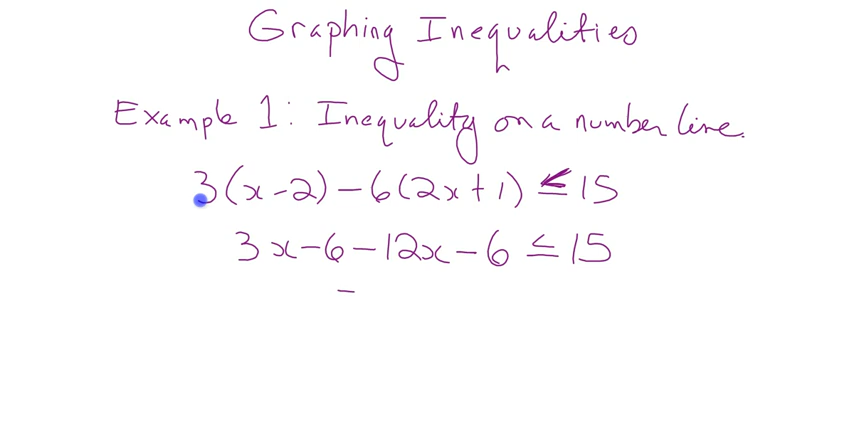 Graphing Inequalities
Example 1: Inequality on a number line.
3(x-2)-6(2x+1) ≤ 15
3x-6-12x-6 ≤ 15
-